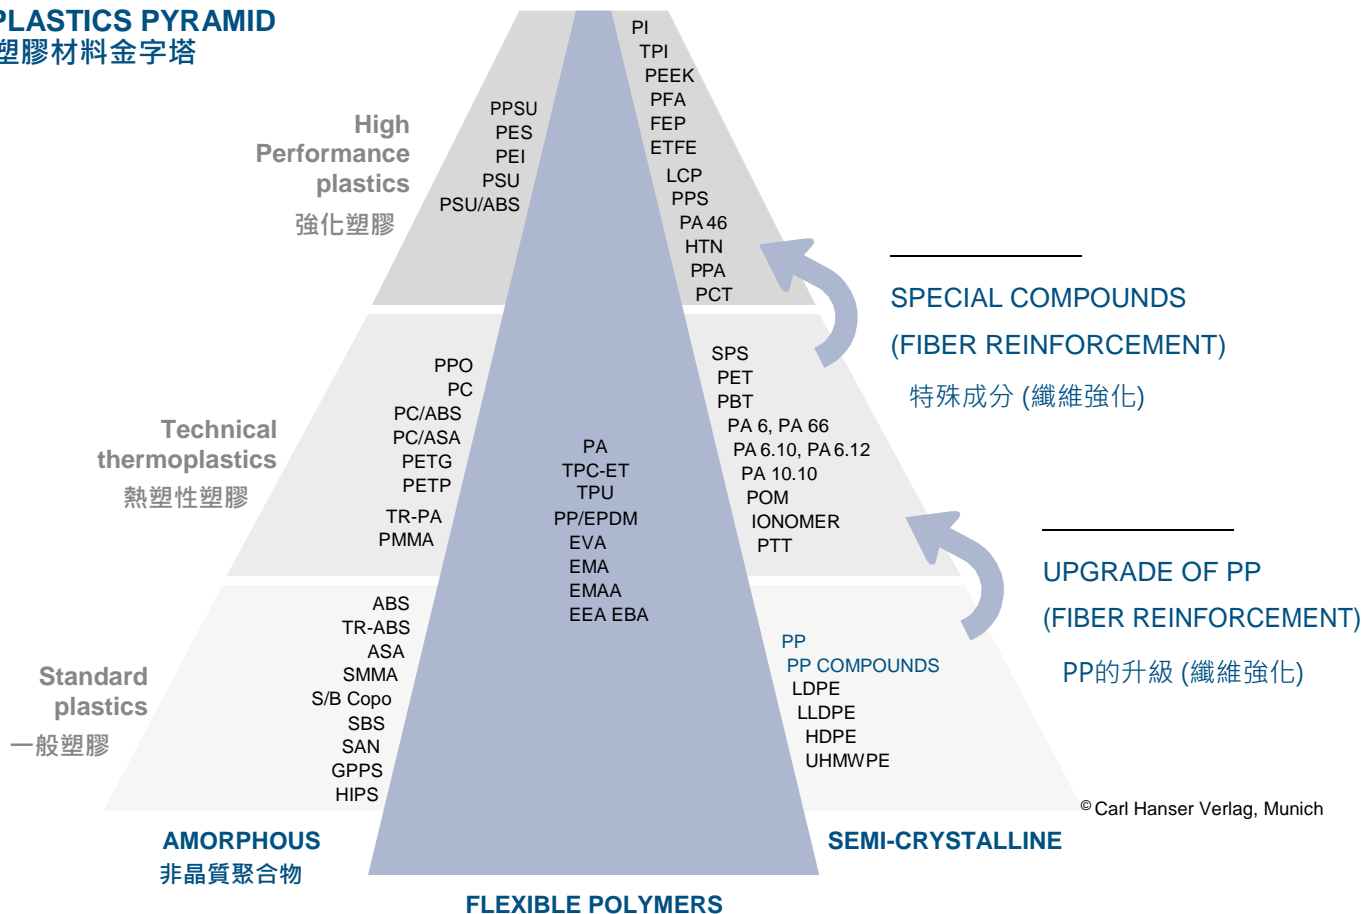 PLASTICS PYRAMID
塑膠材料金字塔
High
Performance
plastics
強化塑膠
PPSU
PES
PEI
PSU
PSU/ABS
PI
TPI
PEEK
PFA
FEP
ETFE
LCP
PPS
PA 46
HTN
PPA
PCT
SPECIAL COMPOUNDS
(FIBER REINFORCEMENT)
特殊成分 (纖維強化)
Technical
thermoplastics
熱塑性塑膠
PPO
PC
PC/ABS
PC/ASA
PETG
PETP
TR-PA
PMMA
PA
TPC-ET
TPU
PP/EPDM
EVA
EMA
EMAA
EEA EBA
SPS
PET
PBT
PA 6, PA 66
PA 6.10, PA 6.12
PA 10.10
POM
IONOMER
PTT
UPGRADE OF PP
(FIBER REINFORCEMENT)
PP的升級 (纖維強化)
Standard
plastics
一般塑膠
ABS
TR-ABS
ASA
SMMA
S/B Copo
SBS
SAN
GPPS
HIPS
PP
PP COMPOUNDS
LDPE
LLDPE
HDPE
UHMWPE
© Carl Hanser Verlag, Munich
AMORPHOUS
非晶質聚合物
SEMI-CRYSTALLINE
FLEXIBLE POLYMERS